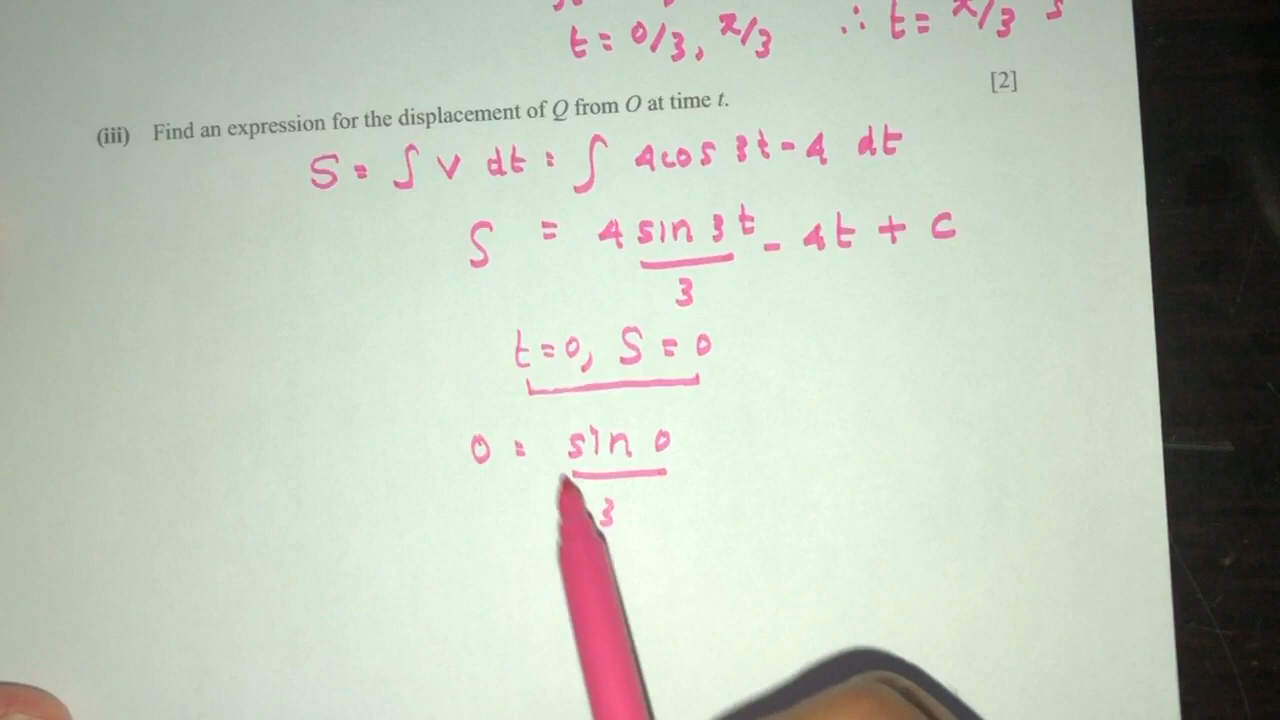 t = 0/3, π/3 ∴ t = π/3 s
[2]
(iii) Find an expression for the displacement of Q from O at time t.
S = ∫ v dt = ∫ 4cos 3t - 4 dt
S = 4 sin 3t - 4t + c
3
t=0, S=0
0 = sin 0
3